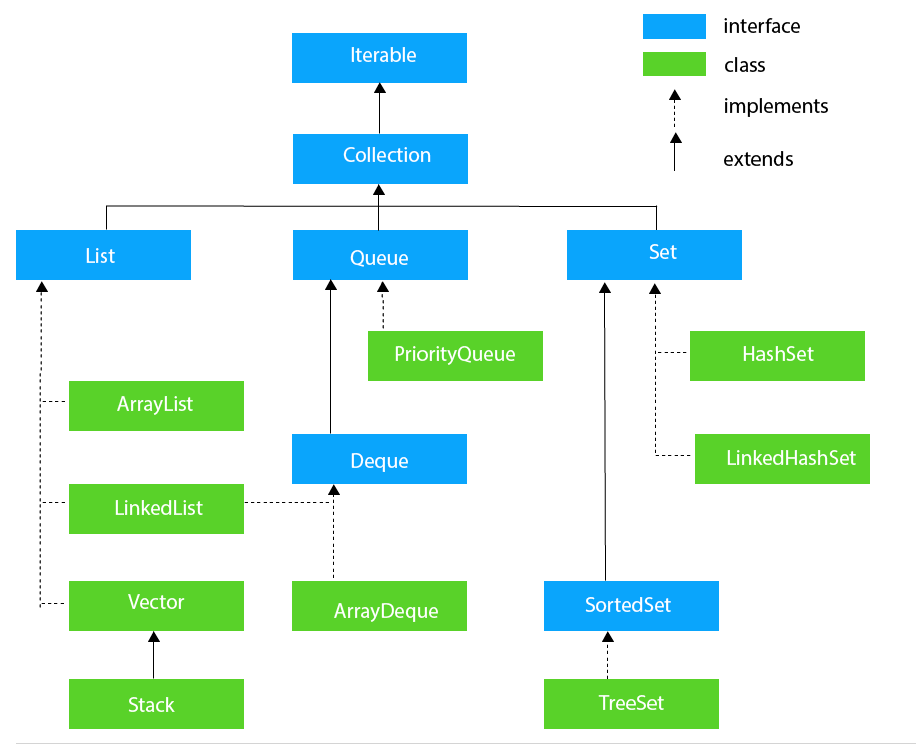 interface
Iterable
class
implements
Collection
extends
List
Queue
Set
PriorityQueue
HashSet
ArrayList
Deque
LinkedHashSet
LinkedList
Vector
ArrayDeque
SortedSet
Stack
TreeSet